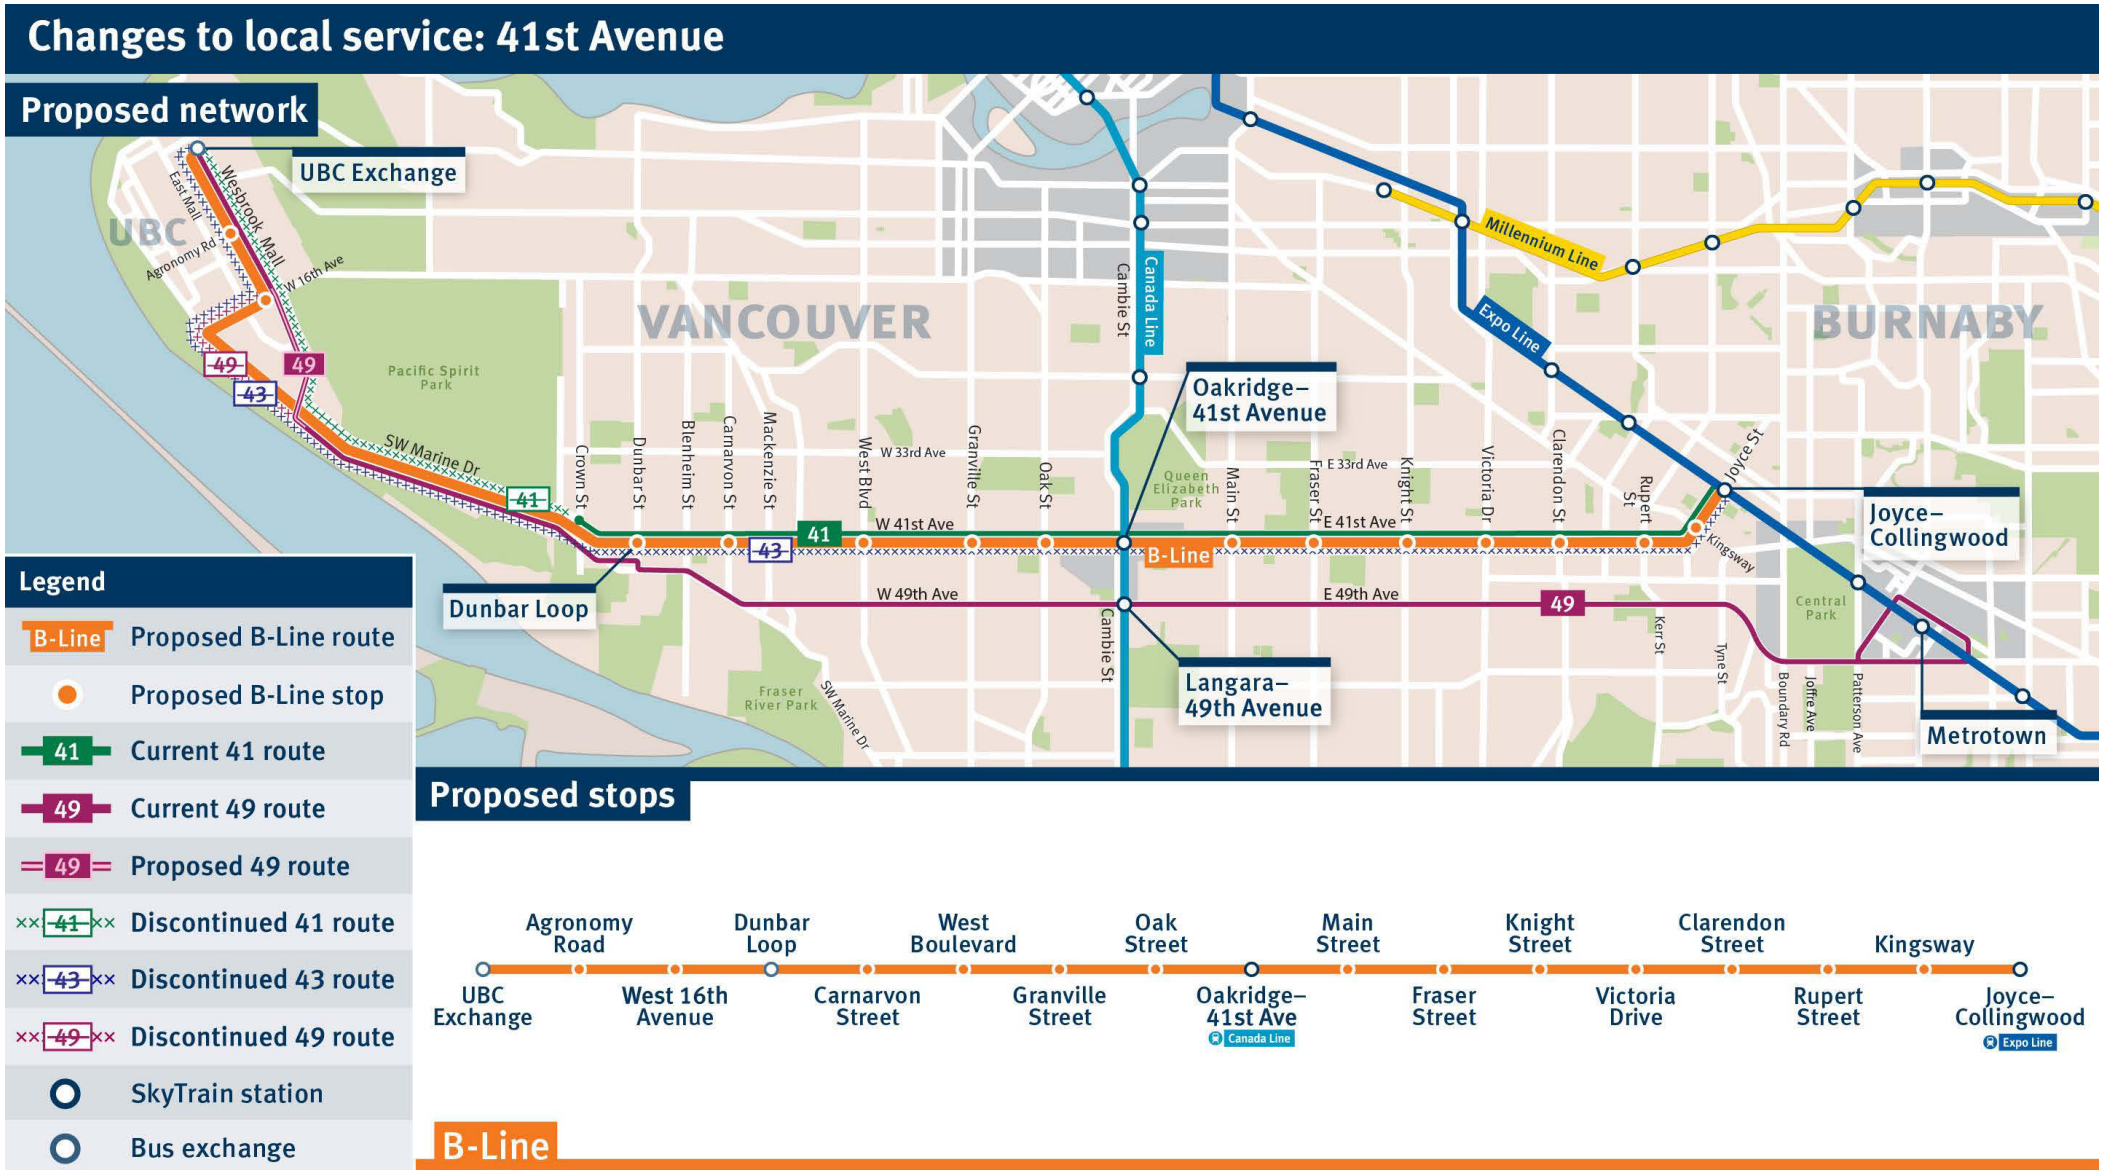 Changes to local service: 41st Avenue
Proposed network
UBC Exchange
UBC
East Mall
Wesbrook Mall
Agronomy Rd
W 16th Ave
VANCOUVER
BURNABY
Cambie St
Canada Line
Millennium Line
Expo Line
49
49
43
Pacific Spirit
Park
SW Marine Dr
41
Crown St
Dunbar St
Blenheim St
Carnarvon St
Mackenzie St
West Blvd
W 33rd Ave
Granville St
Oak St
Oakridge–
41st Avenue
Queen
Elizabeth
Park
Main St
Fraser St
E 33rd Ave
Knight St
Victoria Dr
Clarendon St
Rupert
St
Joyce St
Joyce–
Collingwood
41
43
W 41st Ave
B-Line
E 41st Ave
Kingsway
Dunbar Loop
W 49th Ave
E 49th Ave
49
Central
Park
Cambie St
Kerr St
Tyne St
Boundary Rd
Joffre Ave
Patterson Ave
Langara–
49th Avenue
Fraser
River Park
SW Marine Dr
Metrotown
Legend
B-Line Proposed B-Line route
Proposed B-Line stop
41 Current 41 route
49 Current 49 route
49 Proposed 49 route
41 Discontinued 41 route
43 Discontinued 43 route
49 Discontinued 49 route
SkyTrain station
Bus exchange
Proposed stops
UBC
Exchange
Agronomy
Road
West 16th
Avenue
Dunbar
Loop
Carnarvon
Street
West
Boulevard
Granville
Street
Oak
Street
Oakridge–
41st Ave
Canada Line
Main
Street
Fraser
Street
Knight
Street
Victoria
Drive
Clarendon
Street
Rupert
Street
Kingsway
Joyce–
Collingwood
Expo Line
B-Line